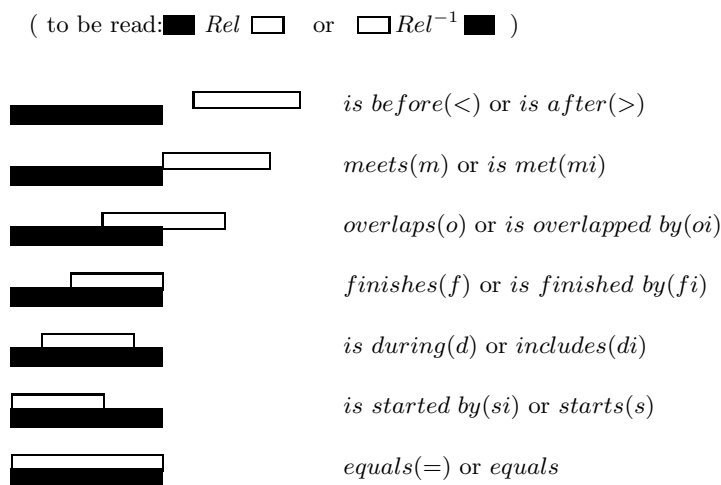 ( to be read: Rel or Rel⁻¹ )
is before(<) or is after(>)
meets(m) or is met(mi)
overlaps(o) or is overlapped by(oi)
finishes(f) or is finished by(fi)
is during(d) or includes(di)
is started by(si) or starts(s)
equals(=) or equals